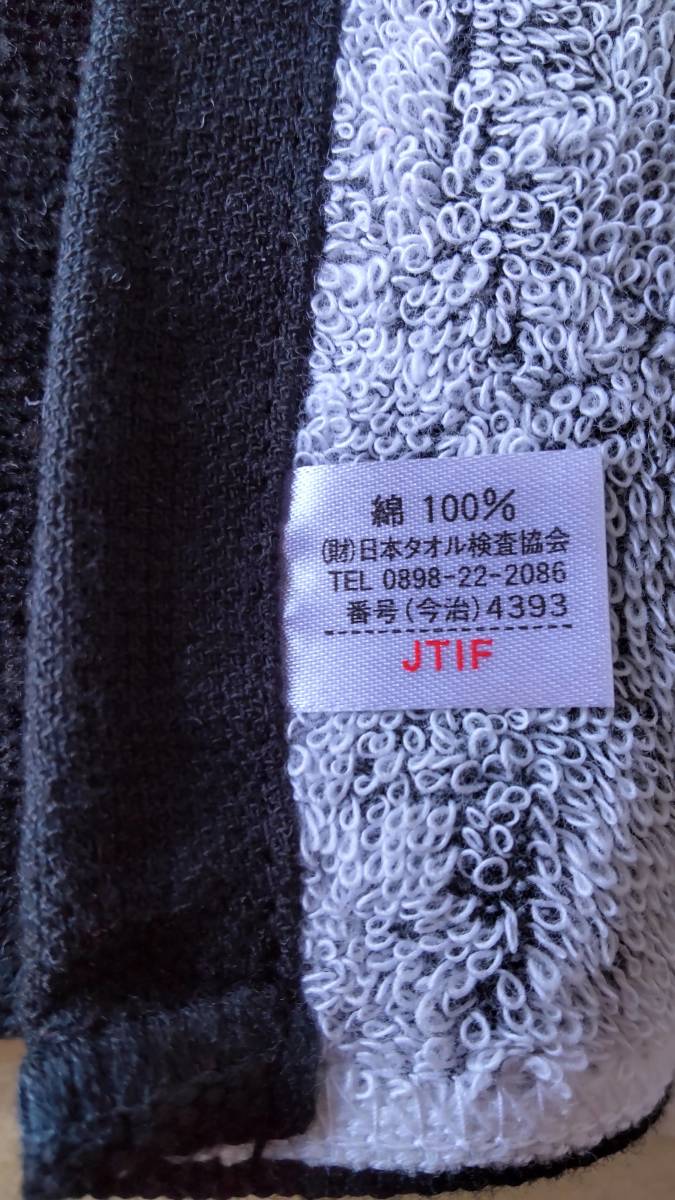 綿 100%
(財)日本タオル検査協会
TEL 0898-22-2086
番号(今治)4393
JTIF